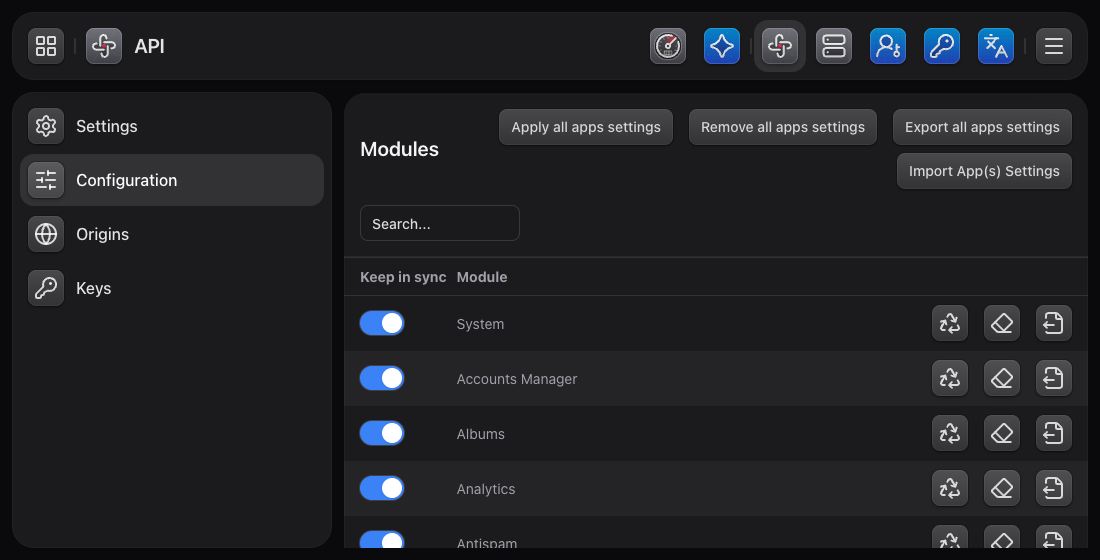 API
Settings
Configuration
Origins
Keys
Modules
Apply all apps settings
Remove all apps settings
Export all apps settings
Import App(s) Settings
Search...
Keep in sync Module
System
Accounts Manager
Albums
Analytics
Antispam